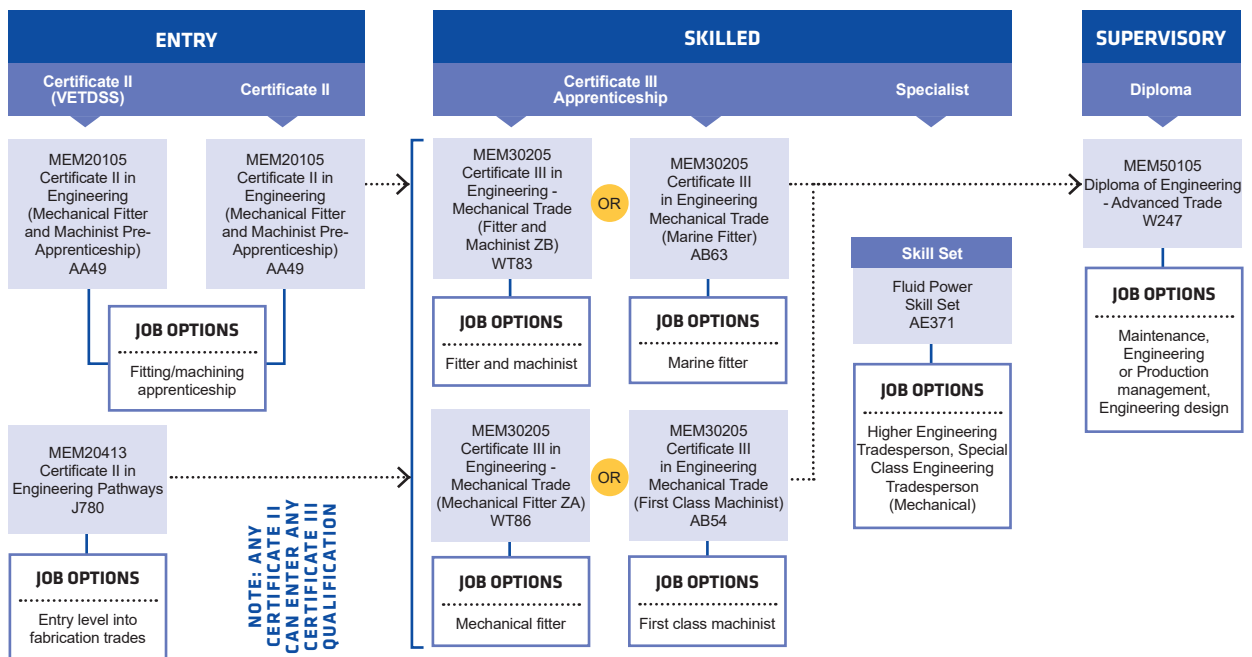 ENTRY
SKILLED
SUPERVISORY
Certificate II
(VETDSS)
Certificate II
Certificate III
Apprenticeship
Specialist
Diploma
MEM20105
Certificate II in
Engineering
(Mechanical Fitter
and Machinist Pre-
Apprenticeship)
AA49
MEM20105
Certificate II in
Engineering
(Mechanical Fitter
and Machinist Pre-
Apprenticeship)
AA49
JOB OPTIONS
Fitting/machining
apprenticeship
MEM20413
Certificate II in
Engineering Pathways
J780
JOB OPTIONS
Entry level into
fabrication trades
NOTE: ANY
CERTIFICATE II
CAN ENTER ANY
CERTIFICATE III
QUALIFICATION
MEM30205
Certificate III in
Engineering -
Mechanical Trade
(Fitter and
Machinist ZB)
WT83
OR
MEM30205
Certificate III
in Engineering
Mechanical Trade
(Marine Fitter)
AB63
JOB OPTIONS
Fitter and machinist
JOB OPTIONS
Marine fitter
MEM30205
Certificate III in
Engineering -
Mechanical Trade
(Mechanical Fitter ZA)
WT86
OR
MEM30205
Certificate III
in Engineering
Mechanical Trade
(First Class Machinist)
AB54
JOB OPTIONS
Mechanical fitter
JOB OPTIONS
First class machinist
Skill Set
Fluid Power
Skill Set
AE371
JOB OPTIONS
Higher Engineering
Tradesperson, Special
Class Engineering
Tradesperson
(Mechanical)
MEM50105
Diploma of Engineering
- Advanced Trade
W247
JOB OPTIONS
Maintenance,
Engineering
or Production
management,
Engineering design